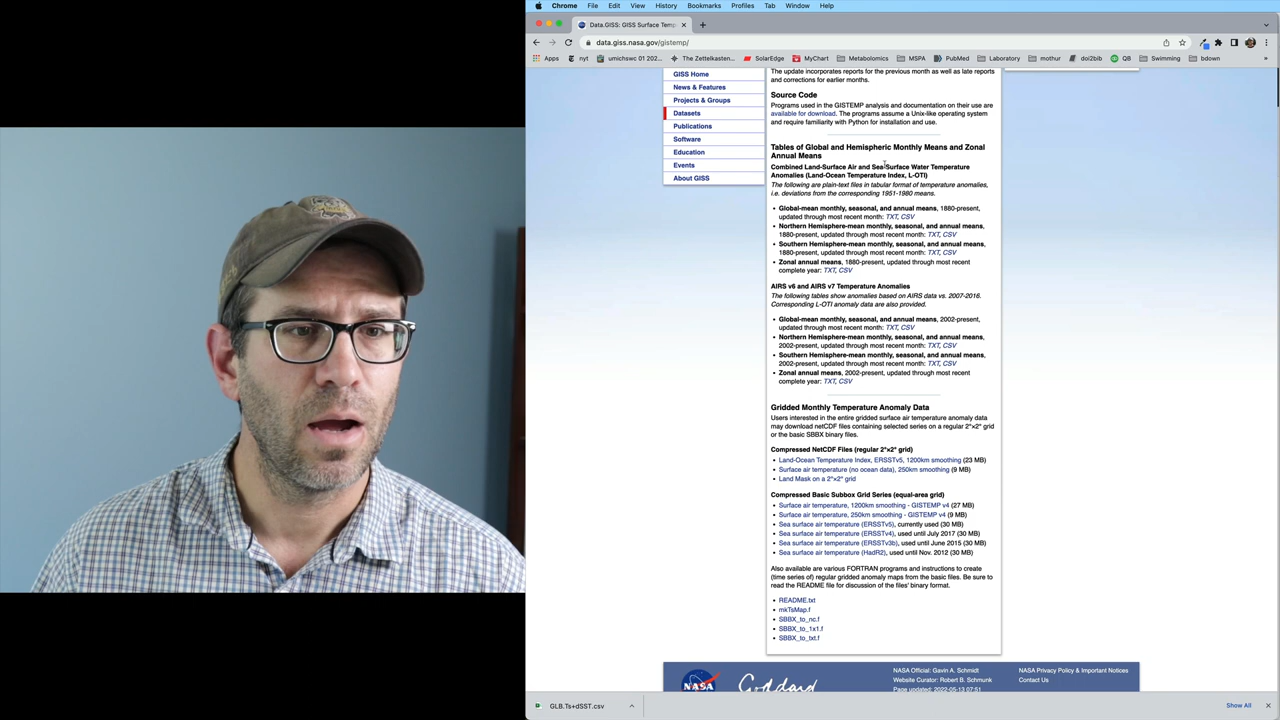 Chrome File Edit View History Bookmarks Profiles Tab Window Help
Data.GISS: GISS Surface Temp
data.giss.nasa.gov/gistemp/
Apps nyt umichswc 01 202... The Zettelkasten... SolarEdge MyChart Metabolomics MSPA PubMed Laboratory mothur doi2bib QB Swimming bdown »
GISS Home
News & Features
Projects & Groups
Datasets
Publications
Software
Education
Events
About GISS
The update incorporates reports for the previous month as well as late reports
and corrections for earlier months.
Source Code
Programs used in the GISTEMP analysis and documentation on their use are
available for download. The programs assume a Unix-like operating system
and require familiarity with Python for installation and use.
Tables of Global and Hemispheric Monthly Means and Zonal
Annual Means
Combined Land-Surface Air and Sea-Surface Water Temperature
Anomalies (Land-Ocean Temperature Index, L-OTI)
The following are plain-text files in tabular format of temperature anomalies,
i.e. deviations from the corresponding 1951-1980 means.
• Global-mean monthly, seasonal, and annual means, 1880-present,
updated through most recent month: TXT, CSV
• Northern Hemisphere-mean monthly, seasonal, and annual means,
1880-present, updated through most recent month: TXT, CSV
• Southern Hemisphere-mean monthly, seasonal, and annual means,
1880-present, updated through most recent month: TXT, CSV
• Zonal annual means, 1880-present, updated through most recent
complete year: TXT, CSV
AIRS v6 and AIRS v7 Temperature Anomalies
The following tables show anomalies based on AIRS data vs. 2007-2016.
Corresponding L-OTI anomaly data are also provided.
• Global-mean monthly, seasonal, and annual means, 2002-present,
updated through most recent month: TXT, CSV
• Northern Hemisphere-mean monthly, seasonal, and annual means,
2002-present, updated through most recent month: TXT, CSV
• Southern Hemisphere-mean monthly, seasonal, and annual means,
2002-present, updated through most recent month: TXT, CSV
• Zonal annual means, 2002-present, updated through most recent
complete year: TXT, CSV
Gridded Monthly Temperature Anomaly Data
Users interested in the entire gridded surface air temperature anomaly data
may download netCDF files containing selected series on a regular 2°×2° grid
or the basic SBBX binary files.
Compressed NetCDF Files (regular 2°×2° grid)
• Land-Ocean Temperature Index, ERSSTv5, 1200km smoothing (23 MB)
• Surface air temperature (no ocean data), 250km smoothing (9 MB)
• Land Mask on a 2°×2° grid
Compressed Basic Subbox Grid Series (equal-area grid)
• Surface air temperature, 1200km smoothing - GISTEMP v4 (27 MB)
• Surface air temperature, 250km smoothing - GISTEMP v4 (9 MB)
• Sea surface air temperature (ERSSTv5), currently used (30 MB)
• Sea surface air temperature (ERSSTv4), used until July 2017 (30 MB)
• Sea surface air temperature (ERSSTv3b), used until June 2015 (30 MB)
• Sea surface air temperature (HadR2), used until Nov. 2012 (30 MB)
Also available are various FORTRAN programs and instructions to create
(time series of) regular gridded anomaly maps from the basic files. Be sure to
read the README file for discussion of the files' binary format.
• README.txt
• mkTsMap.f
• SBBX_to_nc.f
• SBBX_to_1x1.f
• SBBX_to_txt.f
NASA
Goddard
NASA Official: Gavin A. Schmidt
Website Curator: Robert B. Schmunk
Page updated: 2022-05-13 07:51
NASA Privacy Policy & Important Notices
Contact Us
GLB.Ts+dSST.csv
Show All